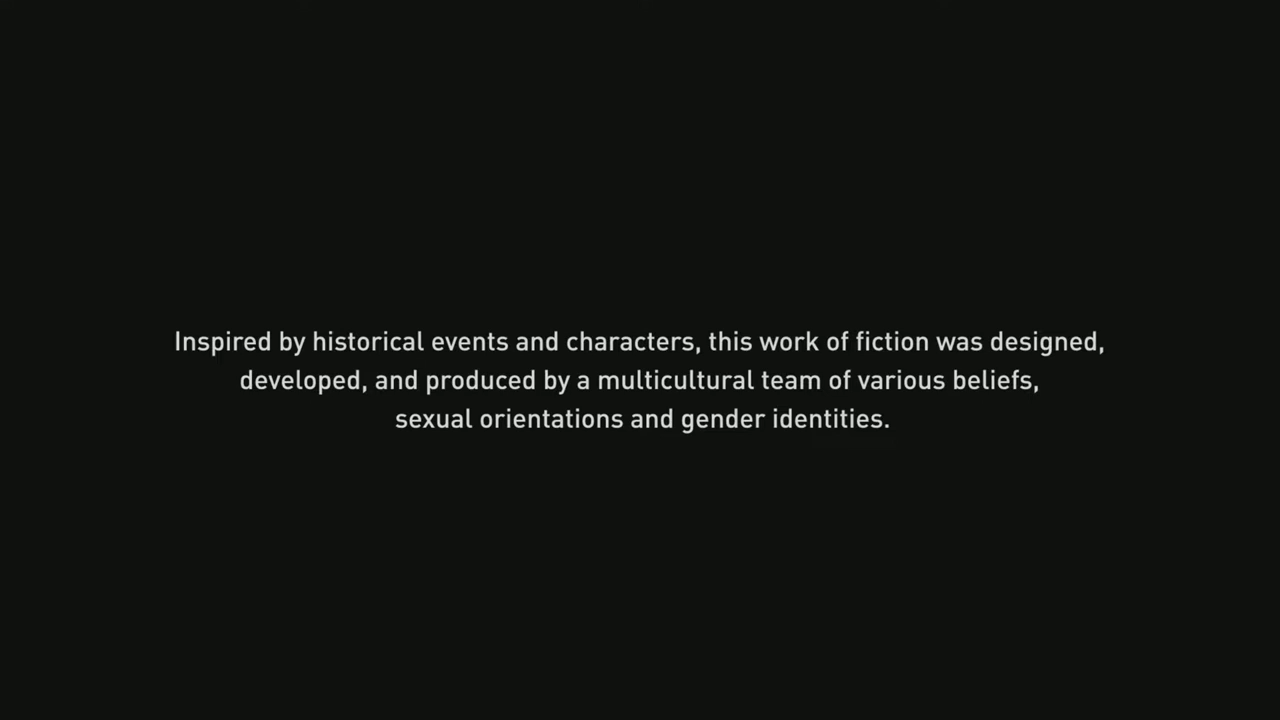 Inspired by historical events and characters, this work of fiction was designed,
developed, and produced by a multicultural team of various beliefs,
sexual orientations and gender identities.